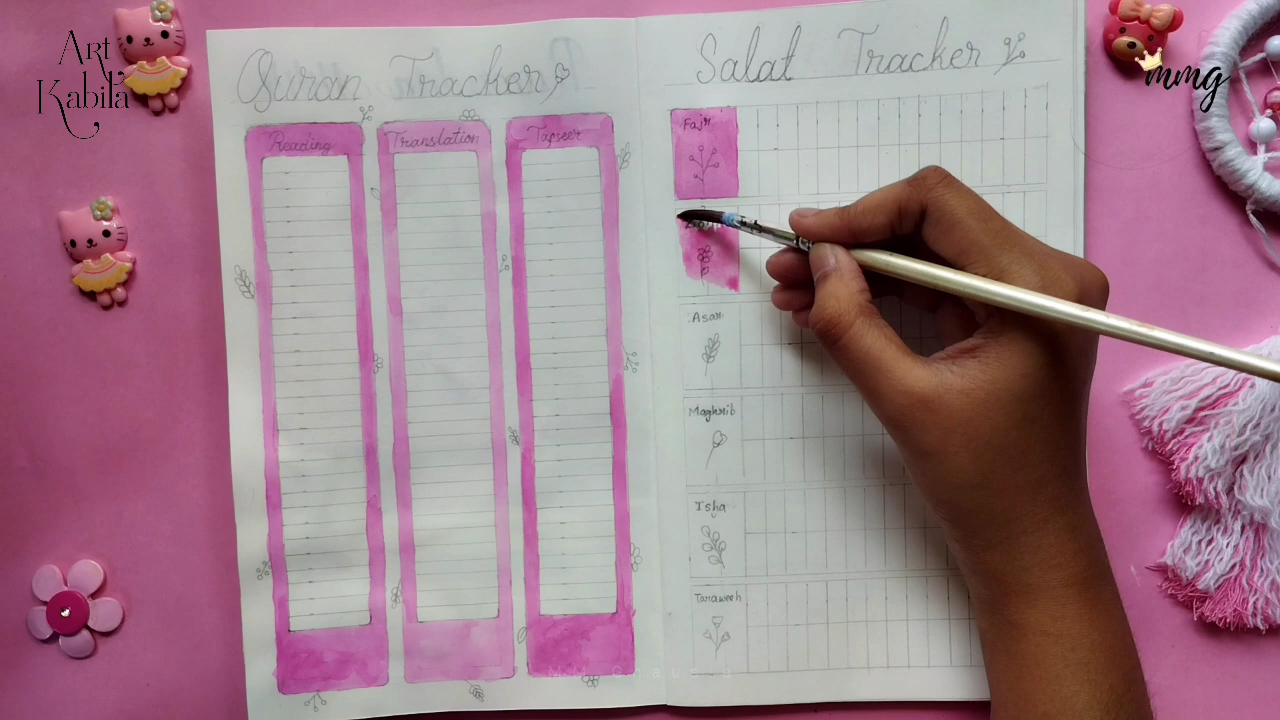 Art
Kabila
mmg
Quran Tracker
Reading
Translation
Tafseer
Salat Tracker
Fajr
Asar
Maghrib
Isha
Taraweeh